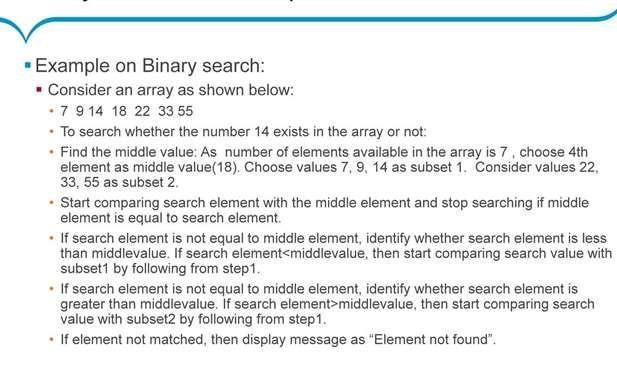 Example on Binary search:
Consider an array as shown below:
7 9 14 18 22 33 55
To search whether the number 14 exists in the array or not:
Find the middle value: As number of elements available in the array is 7 , choose 4th
element as middle value(18). Choose values 7, 9, 14 as subset 1. Consider values 22,
33, 55 as subset 2.
Start comparing search element with the middle element and stop searching if middle
element is equal to search element.
If search element is not equal to middle element, identify whether search element is less
than middlevalue. If search element<middlevalue, then start comparing search value with
subset1 by following from step1.
If search element is not equal to middle element, identify whether search element is
greater than middlevalue. If search element>middlevalue, then start comparing search
value with subset2 by following from step1.
If element not matched, then display message as “Element not found”.